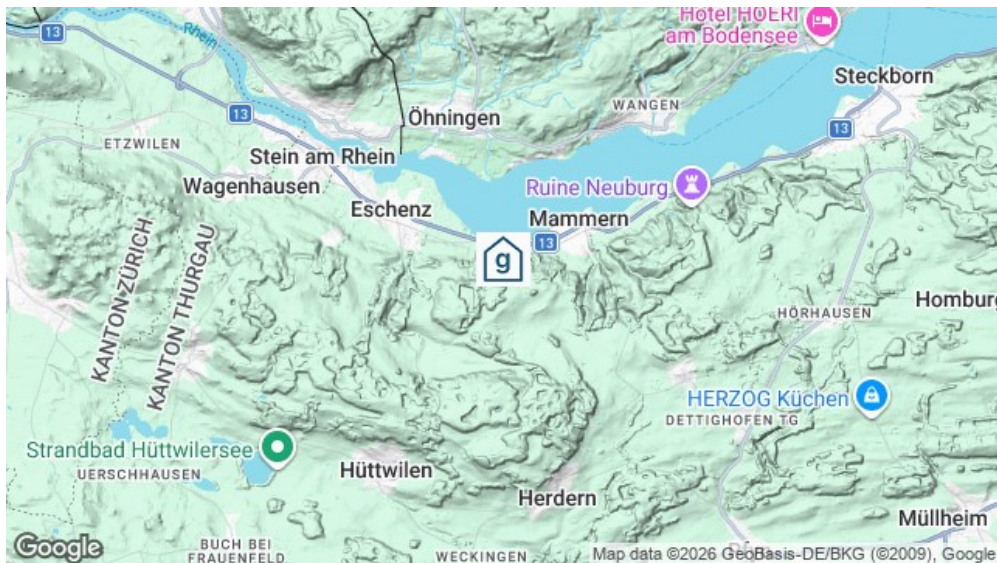 Hotel HOERI
am Bodensee
13
Rhein
Steckborn
WANGEN
13
Öhningen
13
ETZWILEN
Stein am Rhein
Wagenhausen
Ruine Neuburg
Eschenz
Mammern
13
g
KANTON ZÜRICH
KANTON THURGAU
Homburg
HÖRHAUSEN
HERZOG Küchen
DETTIGHOFEN TG
Strandbad Hüttwilersee
UERSCHHAUSEN
Hüttwilen
Herdern
Müllheim
Google
BUCH BEI
FRAUENFELD
WECKINGEN
Map data ©2026 GeoBasis-DE/BKG (©2009), Google